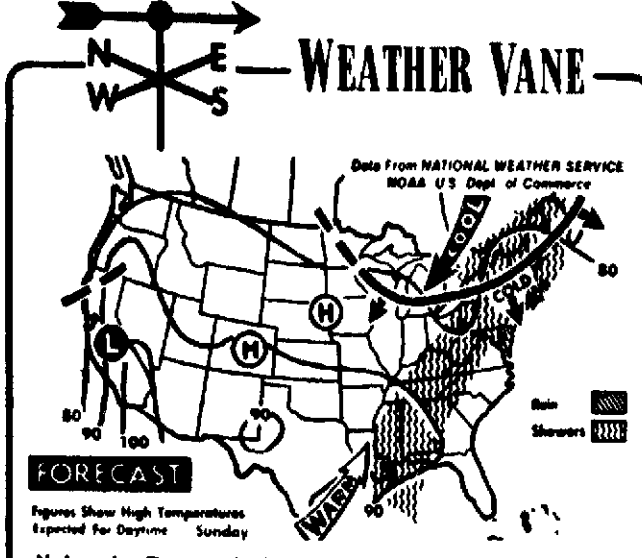 N E
W S
WEATHER VANE
Data From NATIONAL WEATHER SERVICE
NOAA U S Dept of Commerce
COOL
COLD
80
H
H
L
80
90
100
90
Rain
Showers
WARM
90
FORECAST
Figures Show High Temperatures
Expected For Daytime Sunday